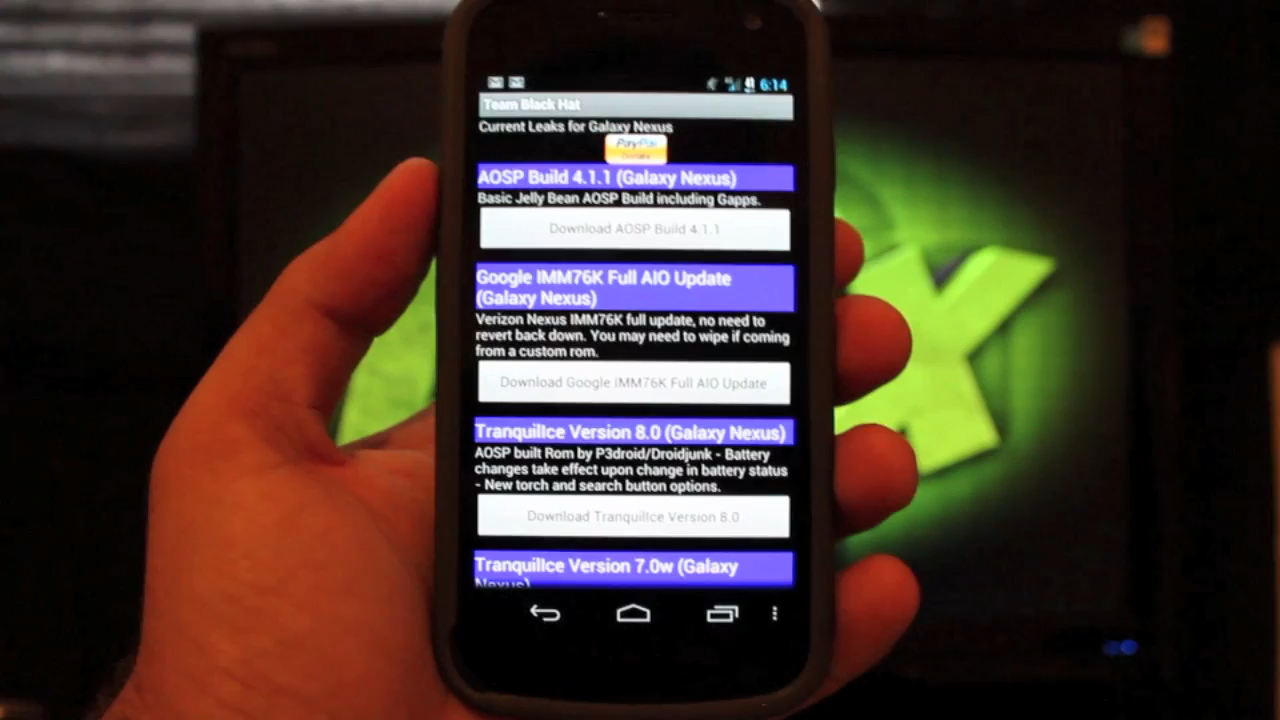 6:14
Team Black Hat
Current Leaks for Galaxy Nexus
PayPal
Donate
AOSP Build 4.1.1 (Galaxy Nexus)
Basic Jelly Bean AOSP Build including Gapps.
Download AOSP Build 4.1.1
Google IMM76K Full AIO Update
(Galaxy Nexus)
Verizon Nexus IMM76K full update, no need to
revert back down. You may need to wipe if coming
from a custom rom.
Download Google IMM76K Full AIO Update
TranquilIce Version 8.0 (Galaxy Nexus)
AOSP built Rom by P3droid/Droidjunk - Battery
changes take effect upon change in battery status
- New torch and search button options.
Download TranquilIce Version 8.0
TranquilIce Version 7.0w (Galaxy
Nexus)